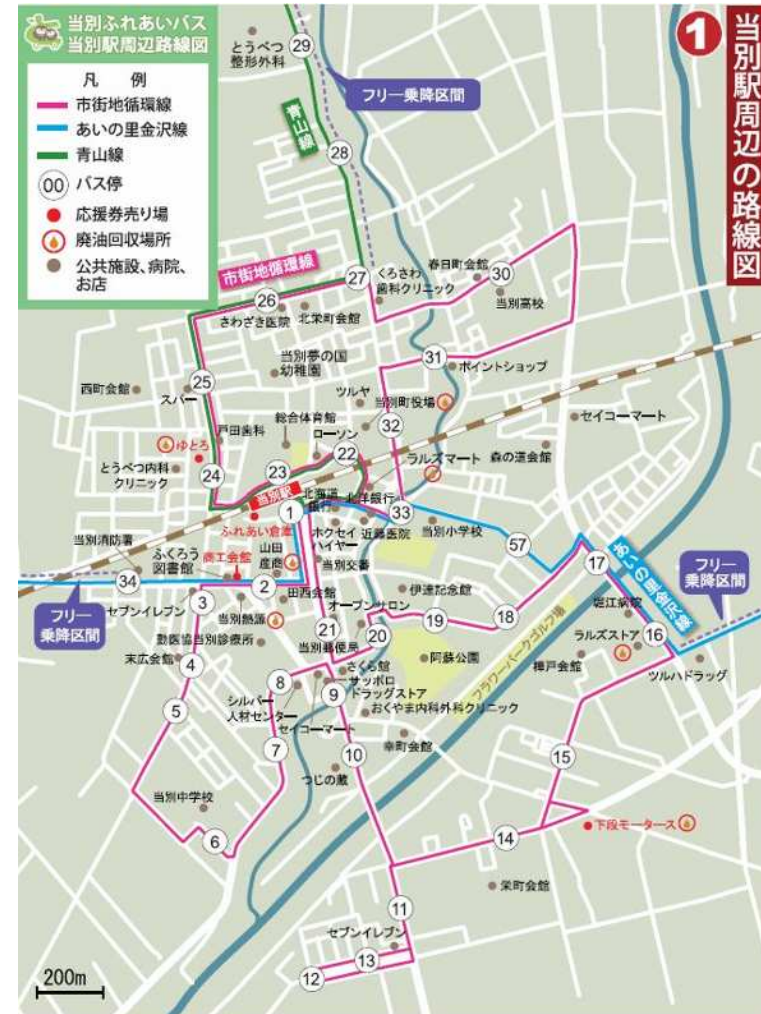 当別ふれあいバス
当別駅周辺路線図
凡 例
市街地循環線
あいの里金沢線
青山線
00 バス停
応援券売り場
廃油回収場所
公共施設、病院、
お店
1
当別駅周辺の路線図
とうべつ
整形外科
29
フリー乗降区間
青山線
28
市街地循環線
27
くろさわ
歯科クリニック
春日町会館
30
当別高校
26
さわざき医院
北栄町会館
31
ポイントショップ
当別夢の国
幼稚園
西町会館
25
スパー
ツルヤ
当別町役場
32
セイコーマート
戸田歯科
総合体育館
ローソン
22
ゆとろ
とうべつ内科
クリニック
24
23
ラルズマート
森の道会館
当別駅
1
北海道
銀行
北洋銀行
33
ふれあい倉庫
ホクセイ
ハイヤー
近藤医院
当別小学校
57
当別消防署
ふくろう
図書館
商工会館
山田
産商
当別交番
17
あいの里金沢線
フリー
乗降区間
34
フリー
乗降区間
セブンイレブン
3
2
田西会館
伊達記念館
堀江病院
当別熱源
オープンサロン
21
20
19
18
ラルズストア
16
勤医協当別診療所
当別郵便局
末広会館
4
阿蘇公園
フラワーパークゴルフ場
樺戸会館
ツルハドラッグ
さくら館
サッポロ
ドラッグストア
8
9
シルバー
人材センター
セイコーマート
おくやま内科外科クリニック
5
7
10
幸町会館
15
つじの蔵
当別中学校
6
14
下段モータース
栄町会館
11
セブンイレブン
13
12
200m